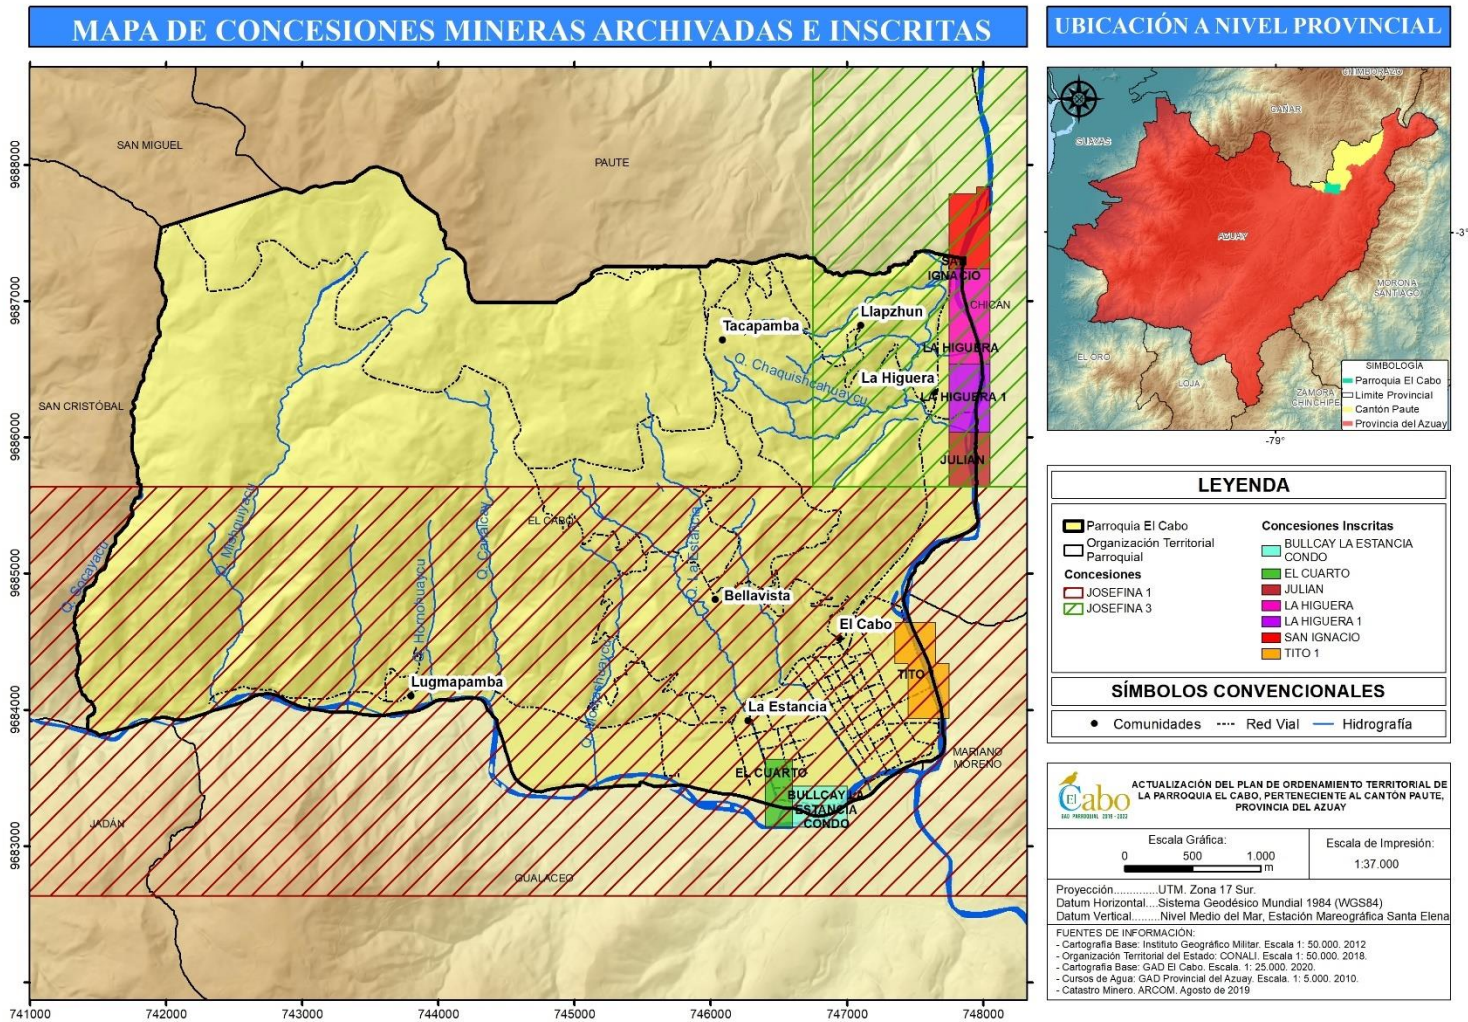 MAPA DE CONCESIONES MINERAS ARCHIVADAS E INSCRITAS
SAN MIGUEL
PAUTE
SAN IGNACIO
CHICAN
Llapzhun
Tacapamba
LA HIGUERA
Q. Chaquishcahuaycu
La Higuera
LA HIGUERA 1
SAN CRISTÓBAL
JULIAN
EL CABO
Q. Mishquiyacu
Q. Cavalcay
Q. La Estancia
Q. Socayacu
Q. Hornohuaycu
Bellavista
El Cabo
Lugmapamba
TITO
La Estancia
MARIANO
MORENO
EL CUARTO
BULLCAY LA
ESTANCIA
CONDO
JADÁN
GUALACEO
9688000
9687000
9686000
9685000
9684000
9683000
741000 742000 743000 744000 745000 746000 747000 748000
UBICACIÓN A NIVEL PROVINCIAL
CHIMBORAZO
CAÑAR
GUAYAS
AZUAY
MORONA
SANTIAGO
EL ORO
LOJA
ZAMORA
CHINCHIPE
-3°
-79°
SIMBOLOGÍA
Parroquia El Cabo
Limite Provincial
Cantón Paute
Provincia del Azuay
LEYENDA
Parroquia El Cabo
Organización Territorial
Parroquial
Concesiones
JOSEFINA 1
JOSEFINA 3
Concesiones Inscritas
BULLCAY LA ESTANCIA
CONDO
EL CUARTO
JULIAN
LA HIGUERA
LA HIGUERA 1
SAN IGNACIO
TITO 1
SÍMBOLOS CONVENCIONALES
Comunidades Red Vial Hidrografía
El Cabo
GAD PARROQUIAL 2019 - 2023
ACTUALIZACIÓN DEL PLAN DE ORDENAMIENTO TERRITORIAL DE
LA PARROQUIA EL CABO, PERTENECIENTE AL CANTÓN PAUTE,
PROVINCIA DEL AZUAY
Escala Gráfica:
0 500 1.000
m
Escala de Impresión:
1:37.000
Proyección.............UTM. Zona 17 Sur.
Datum Horizontal....Sistema Geodésico Mundial 1984 (WGS84)
Datum Vertical.........Nivel Medio del Mar, Estación Mareográfica Santa Elena
FUENTES DE INFORMACIÓN:
- Cartografía Base: Instituto Geográfico Militar. Escala 1: 50.000. 2012
- Organización Territorial del Estado: CONALI. Escala 1: 50.000. 2018.
- Cartografía Base: GAD El Cabo. Escala. 1: 25.000. 2020.
- Cursos de Agua: GAD Provincial del Azuay. Escala. 1: 5.000. 2010.
- Catastro Minero. ARCOM. Agosto de 2019